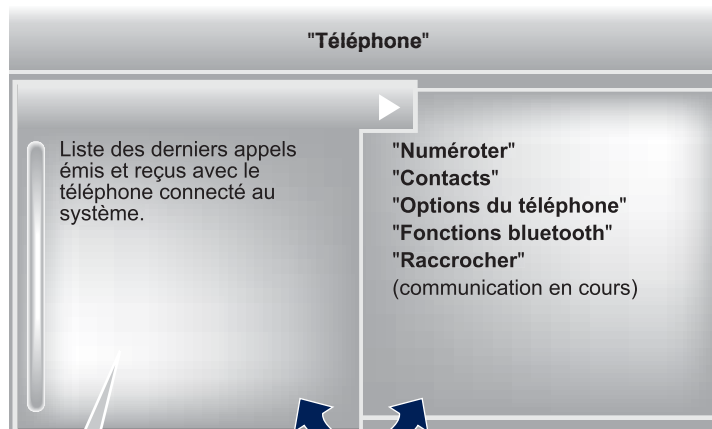 "Téléphone"
Liste des derniers appels
émis et reçus avec le
téléphone connecté au
système.
"Numéroter"
"Contacts"
"Options du téléphone"
"Fonctions bluetooth"
"Raccrocher"
(communication en cours)